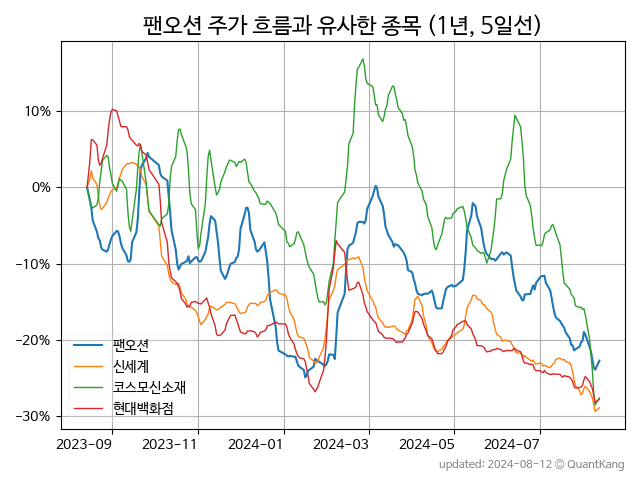 팬오션 주가 흐름과 유사한 종목 (1년, 5일선)
10%
0%
−10%
−20%
−30%
팬오션
신세계
코스모신소재
현대백화점
2023-09
2023-11
2024-01
2024-03
2024-05
2024-07
updated: 2024-08-12 © QuantKang